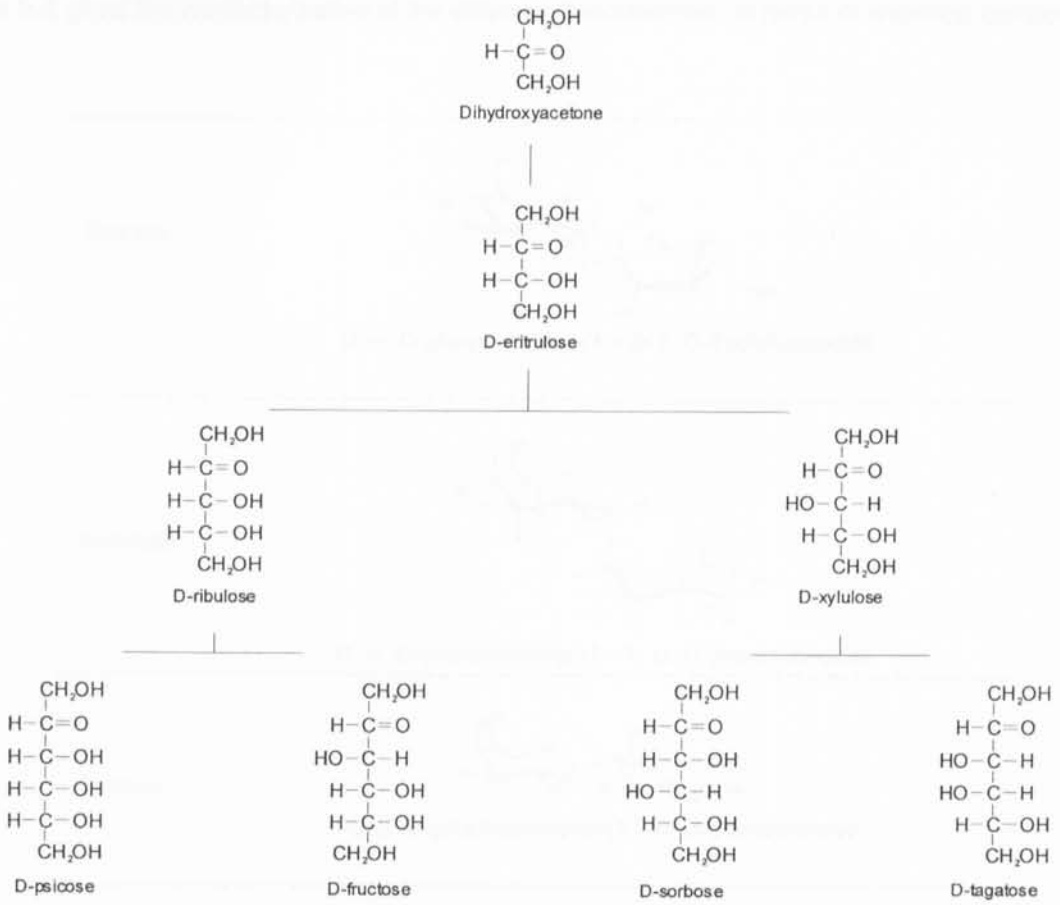 CH₂OH
H–C=O
CH₂OH
Dihydroxyacetone
CH₂OH
H–C=O
H–C–OH
CH₂OH
D-eritrulose
CH₂OH
H–C=O
H–C–OH
H–C–OH
CH₂OH
D-ribulose
CH₂OH
H–C=O
HO–C–H
H–C–OH
CH₂OH
D-xylulose
CH₂OH
H–C=O
H–C–OH
H–C–OH
H–C–OH
CH₂OH
D-psicose
CH₂OH
H–C=O
HO–C–H
H–C–OH
H–C–OH
CH₂OH
D-fructose
CH₂OH
H–C=O
H–C–OH
HO–C–H
H–C–OH
CH₂OH
D-sorbose
CH₂OH
H–C=O
HO–C–H
HO–C–H
H–C–OH
CH₂OH
D-tagatose